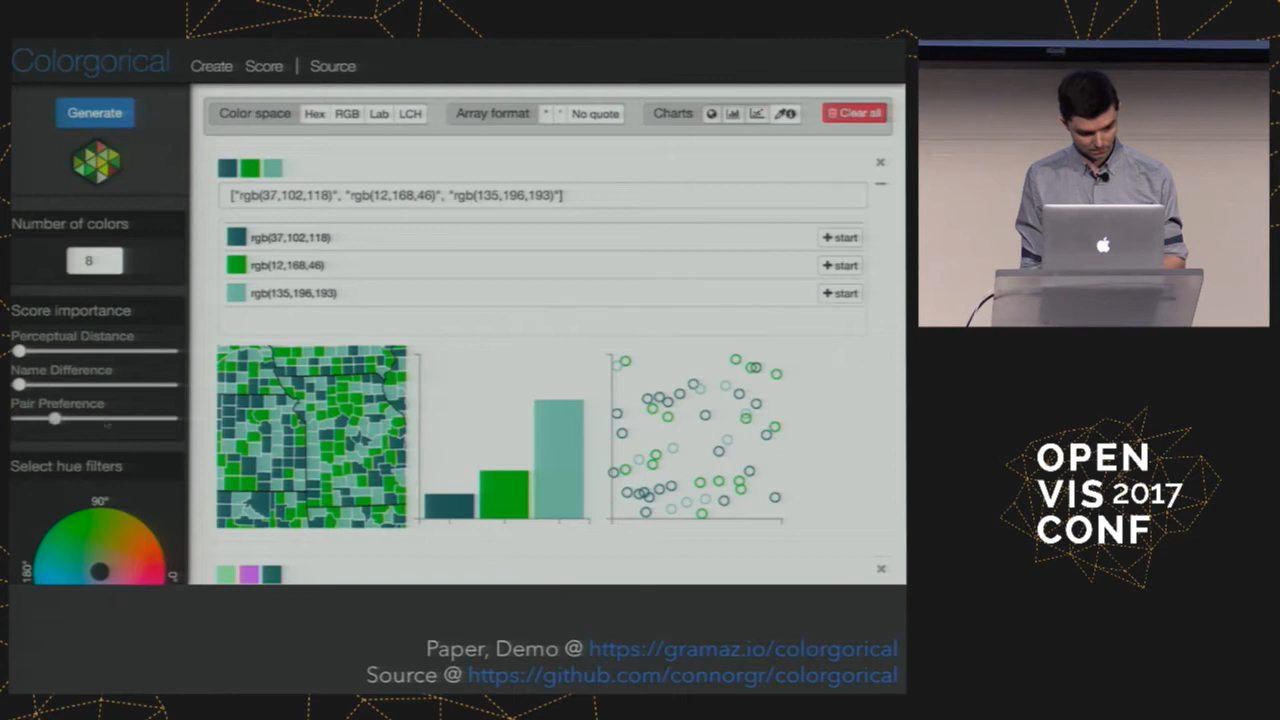 Colorgorical
Create Score | Source
Generate
Number of colors
8
Score importance
Perceptual Distance
Name Difference
Pair Preference
Select hue filters
90°
180°
0°
Color space Hex RGB Lab LCH Array format " ' No quote Charts Clear all
["rgb(37,102,118)", "rgb(12,168,46)", "rgb(135,196,193)"]
rgb(37,102,118) + start
rgb(12,168,46) + start
rgb(135,196,193) + start
Paper, Demo @ https://gramaz.io/colorgorical
Source @ https://github.com/connorgr/colorgorical
OPEN
VIS 2017
CONF